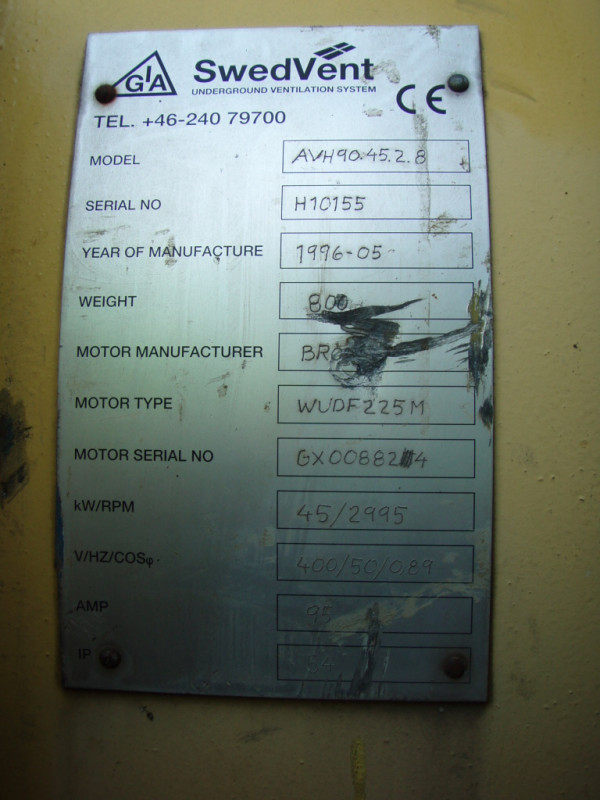 GIA SwedVent
UNDERGROUND VENTILATION SYSTEM
CE
TEL. +46-240 79700
MODEL AVH90.45.2.8
SERIAL NO H10155
YEAR OF MANUFACTURE 1996-05
WEIGHT 800
MOTOR MANUFACTURER
MOTOR TYPE WUDF225M
MOTOR SERIAL NO
kW/RPM 45/2995
V/HZ/COSφ 400/50/0.89
AMP 95
IP 54